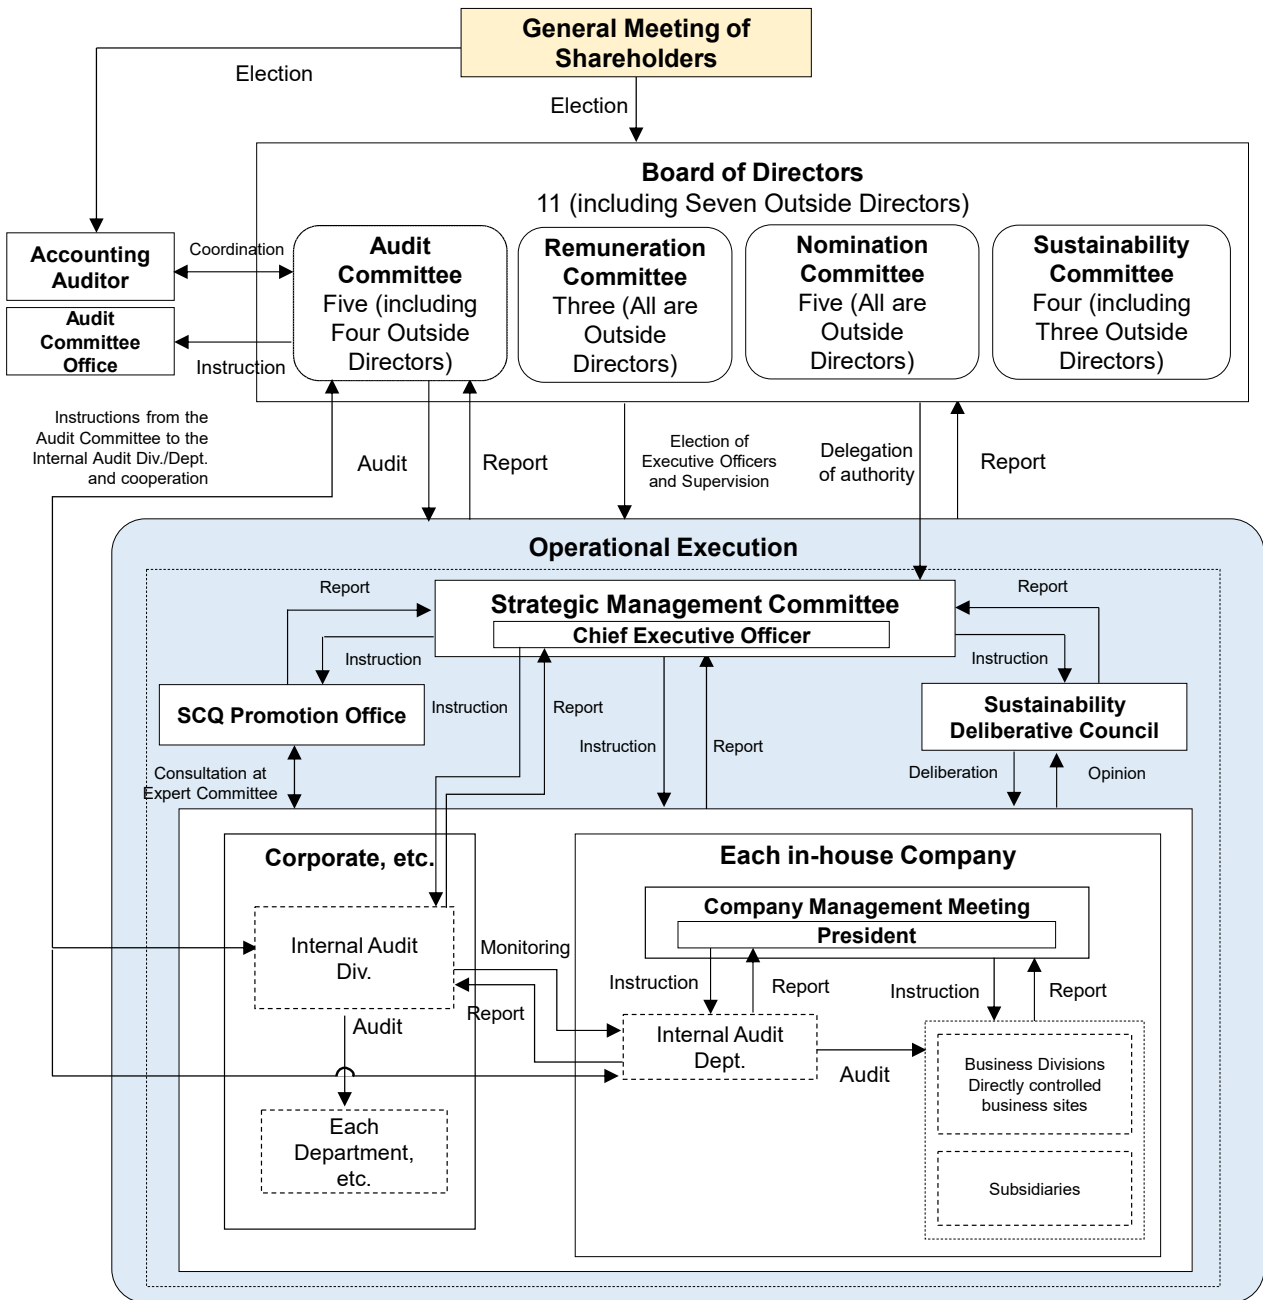 General Meeting of
Shareholders
Election
Election
Board of Directors
11 (including Seven Outside Directors)
Accounting
Auditor
Coordination
Audit
Committee
Five (including
Four Outside
Directors)
Remuneration
Committee
Three (All are
Outside
Directors)
Nomination
Committee
Five (All are
Outside
Directors)
Sustainability
Committee
Four (including
Three Outside
Directors)
Audit
Committee
Office
Instruction
Instructions from the
Audit Committee to the
Internal Audit Div./Dept.
and cooperation
Audit
Report
Election of
Executive Officers
and Supervision
Delegation
of authority
Report
Operational Execution
Report
Strategic Management Committee
Chief Executive Officer
Report
Instruction
Instruction
SCQ Promotion Office
Instruction
Report
Instruction
Report
Sustainability
Deliberative Council
Consultation at
Expert Committee
Deliberation
Opinion
Corporate, etc.
Each in-house Company
Company Management Meeting
President
Internal Audit
Div.
Monitoring
Report
Instruction
Report
Instruction
Report
Audit
Internal Audit
Dept.
Audit
Business Divisions
Directly controlled
business sites
Each
Department,
etc.
Subsidiaries